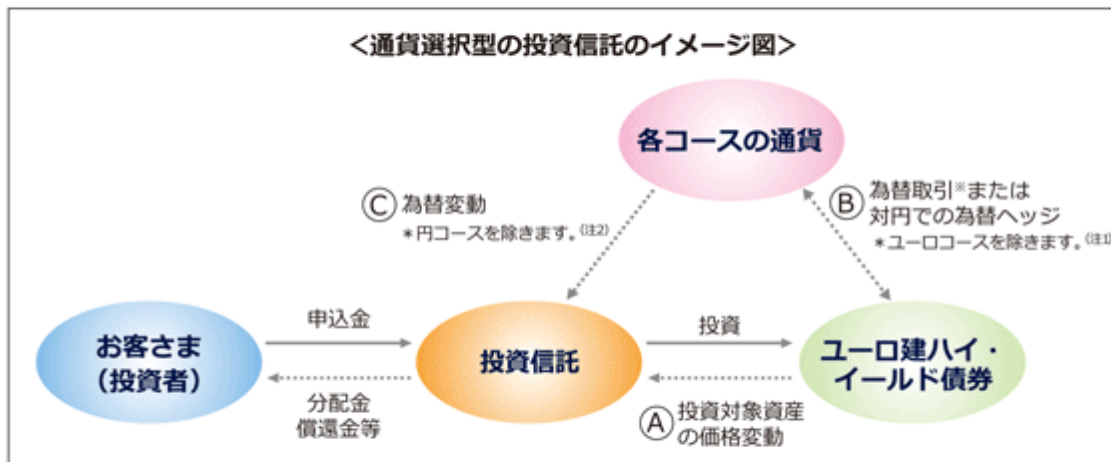 ＜通貨選択型の投資信託のイメージ図＞
各コースの通貨
Ⓒ 為替変動
＊円コースを除きます。(注2)
Ⓑ 為替取引※または
対円での為替ヘッジ
＊ユーロコースを除きます。(注1)
お客さま
（投資者）
申込金
分配金
償還金等
投資信託
投資
Ⓐ 投資対象資産
の価格変動
ユーロ建ハイ・
イールド債券